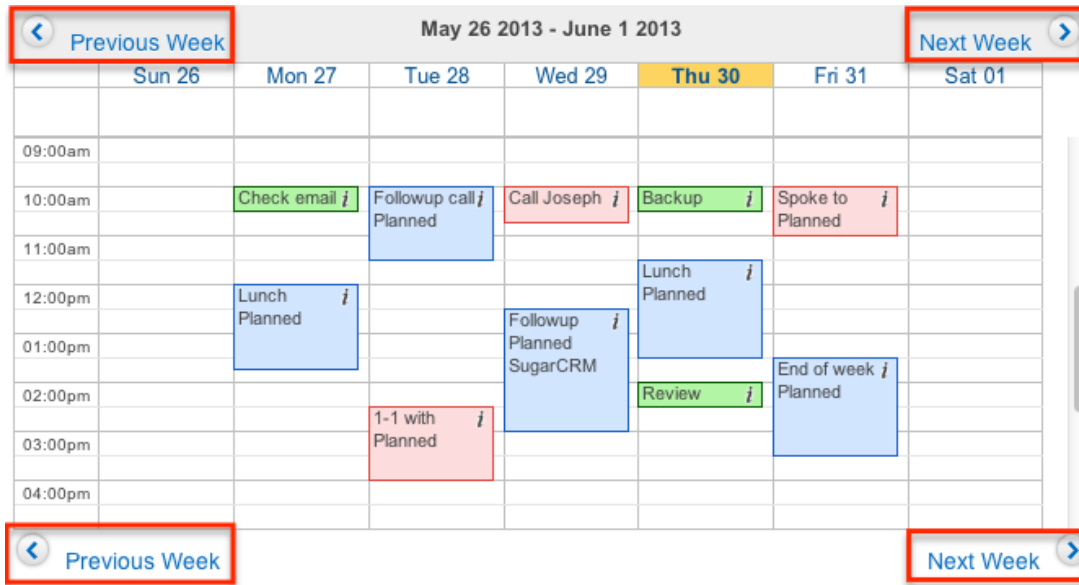 May 26 2013 - June 1 2013
Previous Week
Next Week
Sun 26 Mon 27 Tue 28 Wed 29 Thu 30 Fri 31 Sat 01
09:00am
10:00am Check email i Followup call i Call Joseph i Backup i Spoke to i
Planned Planned
11:00am
Lunch i
Planned
12:00pm Lunch i
Planned
Followup i
Planned
SugarCRM
01:00pm
End of week i
Planned
02:00pm Review i
1-1 with i
Planned
03:00pm
04:00pm
Previous Week
Next Week